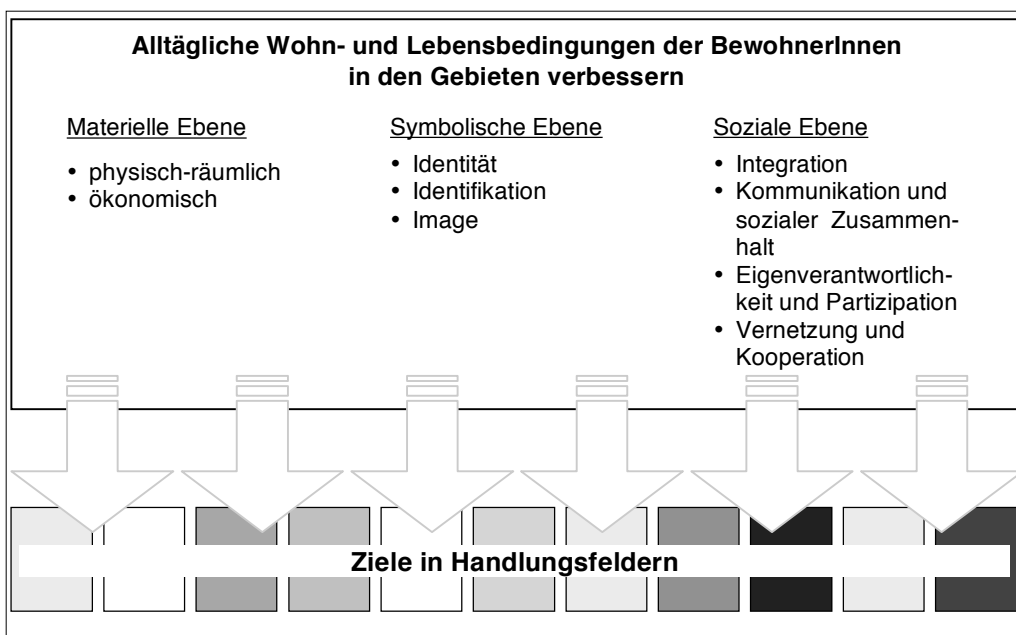 Alltägliche Wohn- und Lebensbedingungen der BewohnerInnen
in den Gebieten verbessern
Materielle Ebene
• physisch-räumlich
• ökonomisch
Symbolische Ebene
• Identität
• Identifikation
• Image
Soziale Ebene
• Integration
• Kommunikation und
sozialer Zusammen-
halt
• Eigenverantwortlich-
keit und Partizipation
• Vernetzung und
Kooperation
Ziele in Handlungsfeldern